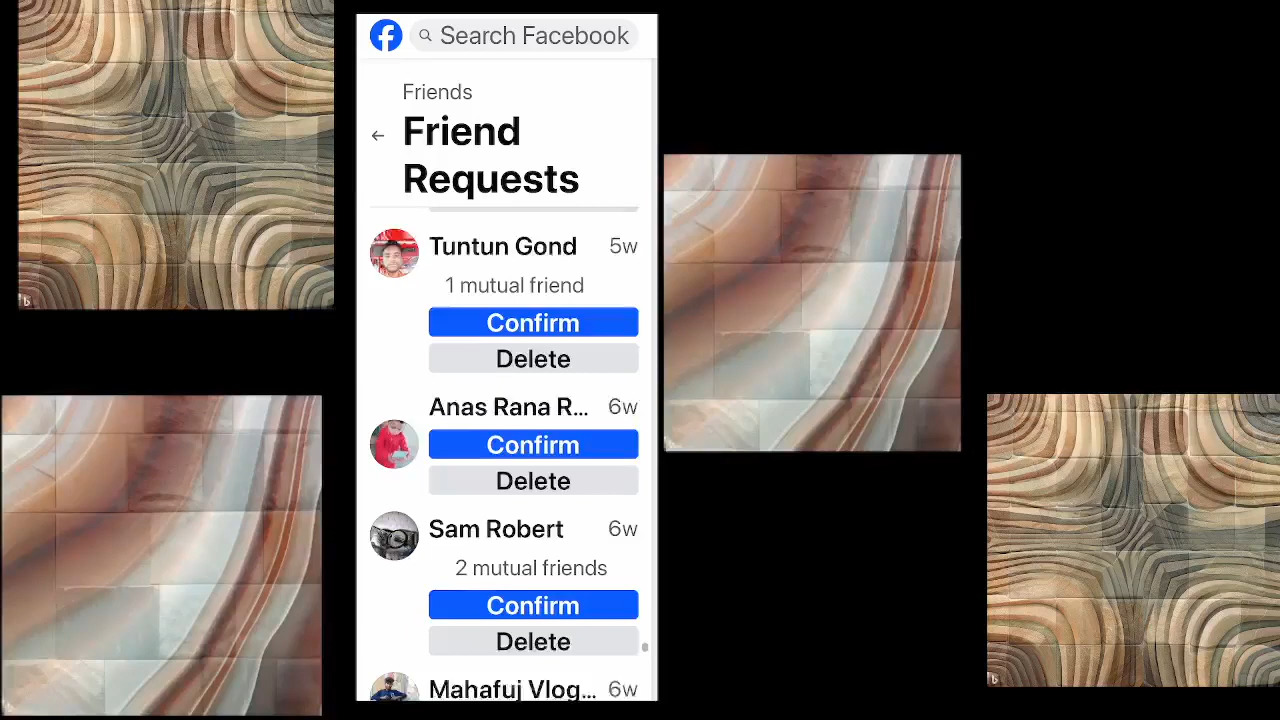 Search Facebook
Friends
Friend
Requests
Tuntun Gond 5w
1 mutual friend
Confirm
Delete
Anas Rana R... 6w
Confirm
Delete
Sam Robert 6w
2 mutual friends
Confirm
Delete
Mahafuj Vlog... 6w